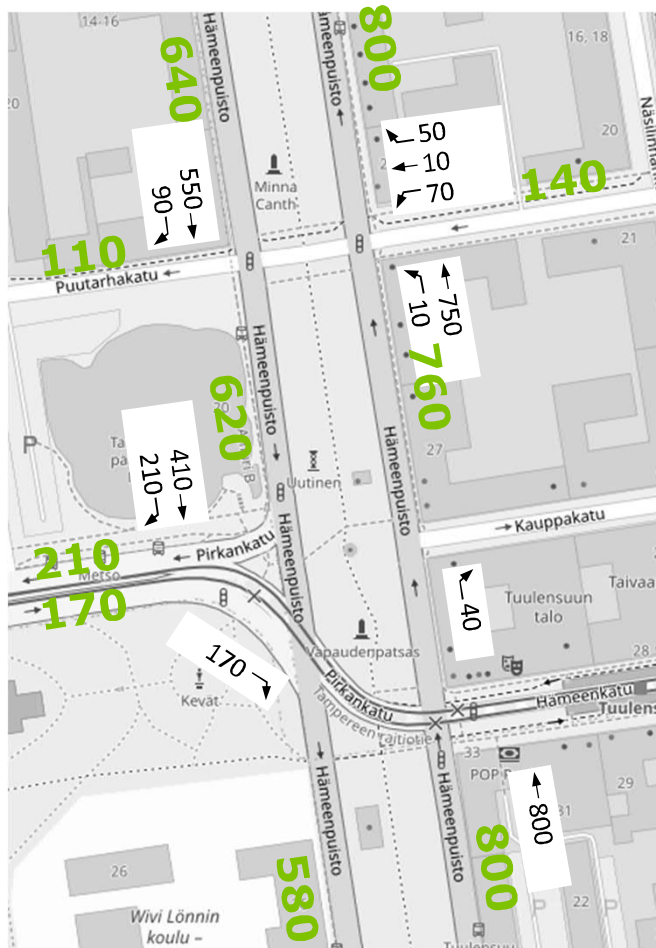 14-16
Hämeenpuisto
640
Hämeenpuisto
800
16, 18
20
20
50
10
70
Minna
Canth
550
90
140
110
Puutarhakatu
21
750
10
760
Hämeenpuisto
620
27
Hämeenpuisto
410
210
P
Uutinen
Kauppakatu
Pirkankatu
Hämeenpuisto
210
Metso
170
40
Tuulensuun
talo
Taivaa
28
Vapaudenpatsas
170
Kevät
Pirkankatu
Tampereen raitiotie
Hämeenkatu
Tuulens
33
POP
29
31
800
Hämeenpuisto
Hämeenpuisto
800
580
26
22
P
P
Wivi Lönnin
koulu –
Tuulensuu